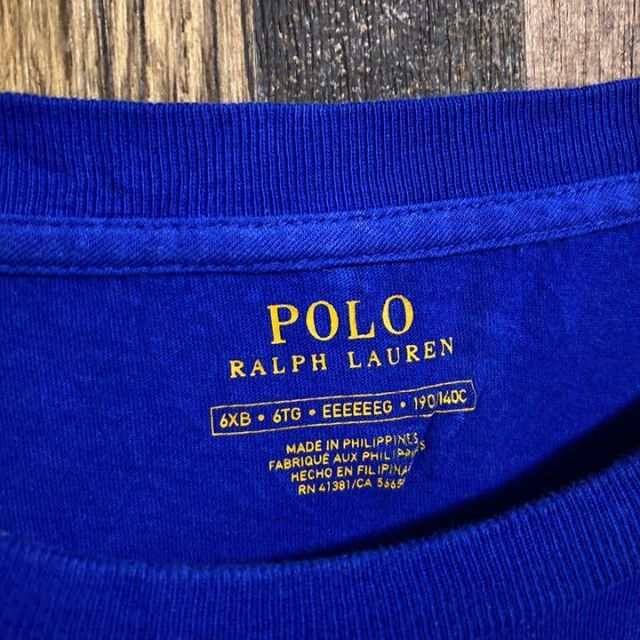 POLO
RALPH LAUREN
6XB • 6TG • EEEEEEG • 190/140C
MADE IN PHILIPPINES
FABRIQUÉ AUX PHILIPPINES
HECHO EN FILIPINAS
RN 41381/CA